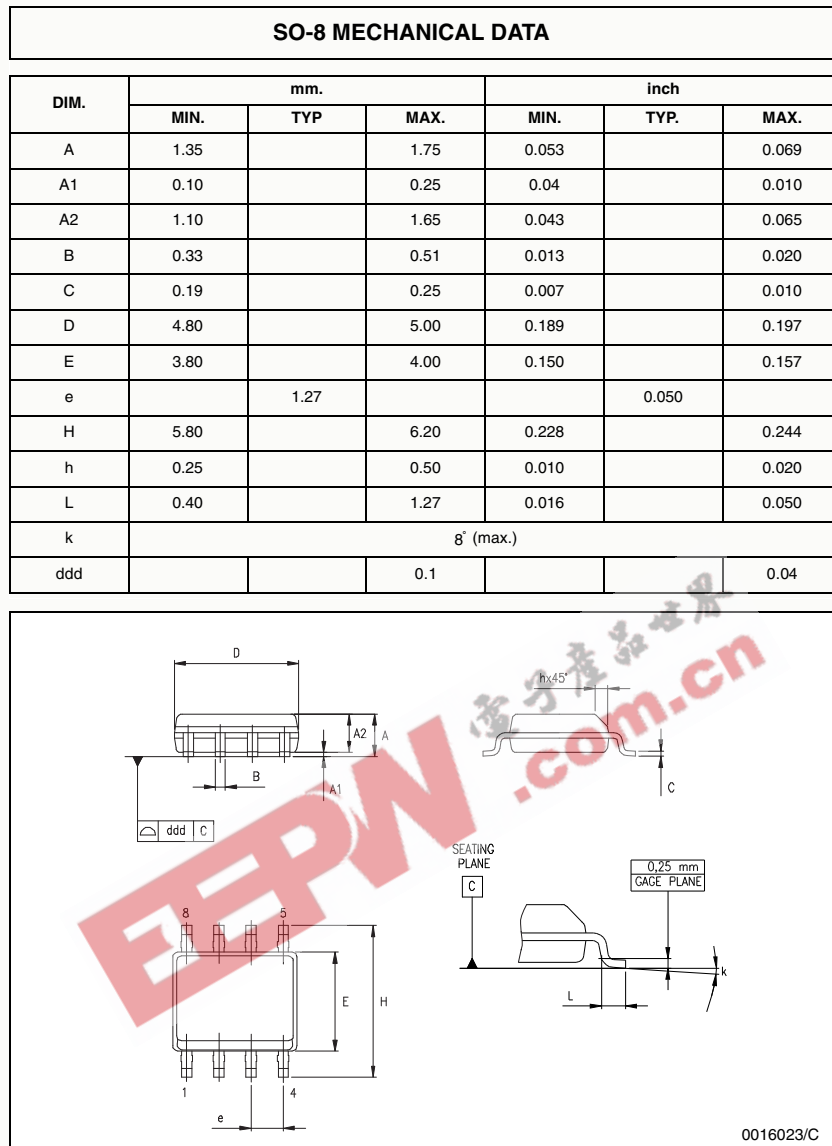 SO-8 MECHANICAL DATA
DIM. mm. inch
MIN. TYP MAX. MIN. TYP. MAX.
A 1.35 1.75 0.053 0.069
A1 0.10 0.25 0.04 0.010
A2 1.10 1.65 0.043 0.065
B 0.33 0.51 0.013 0.020
C 0.19 0.25 0.007 0.010
D 4.80 5.00 0.189 0.197
E 3.80 4.00 0.150 0.157
e 1.27 0.050
H 5.80 6.20 0.228 0.244
h 0.25 0.50 0.010 0.020
L 0.40 1.27 0.016 0.050
k 8° (max.)
ddd 0.1 0.04
D
hx45°
A2 A
B
A1
C
ddd C
電子產品世界
EEPW.com.cn
SEATING
PLANE
C
0,25 mm
GAGE PLANE
k
L
8 5
E H
1 4
e
0016023/C